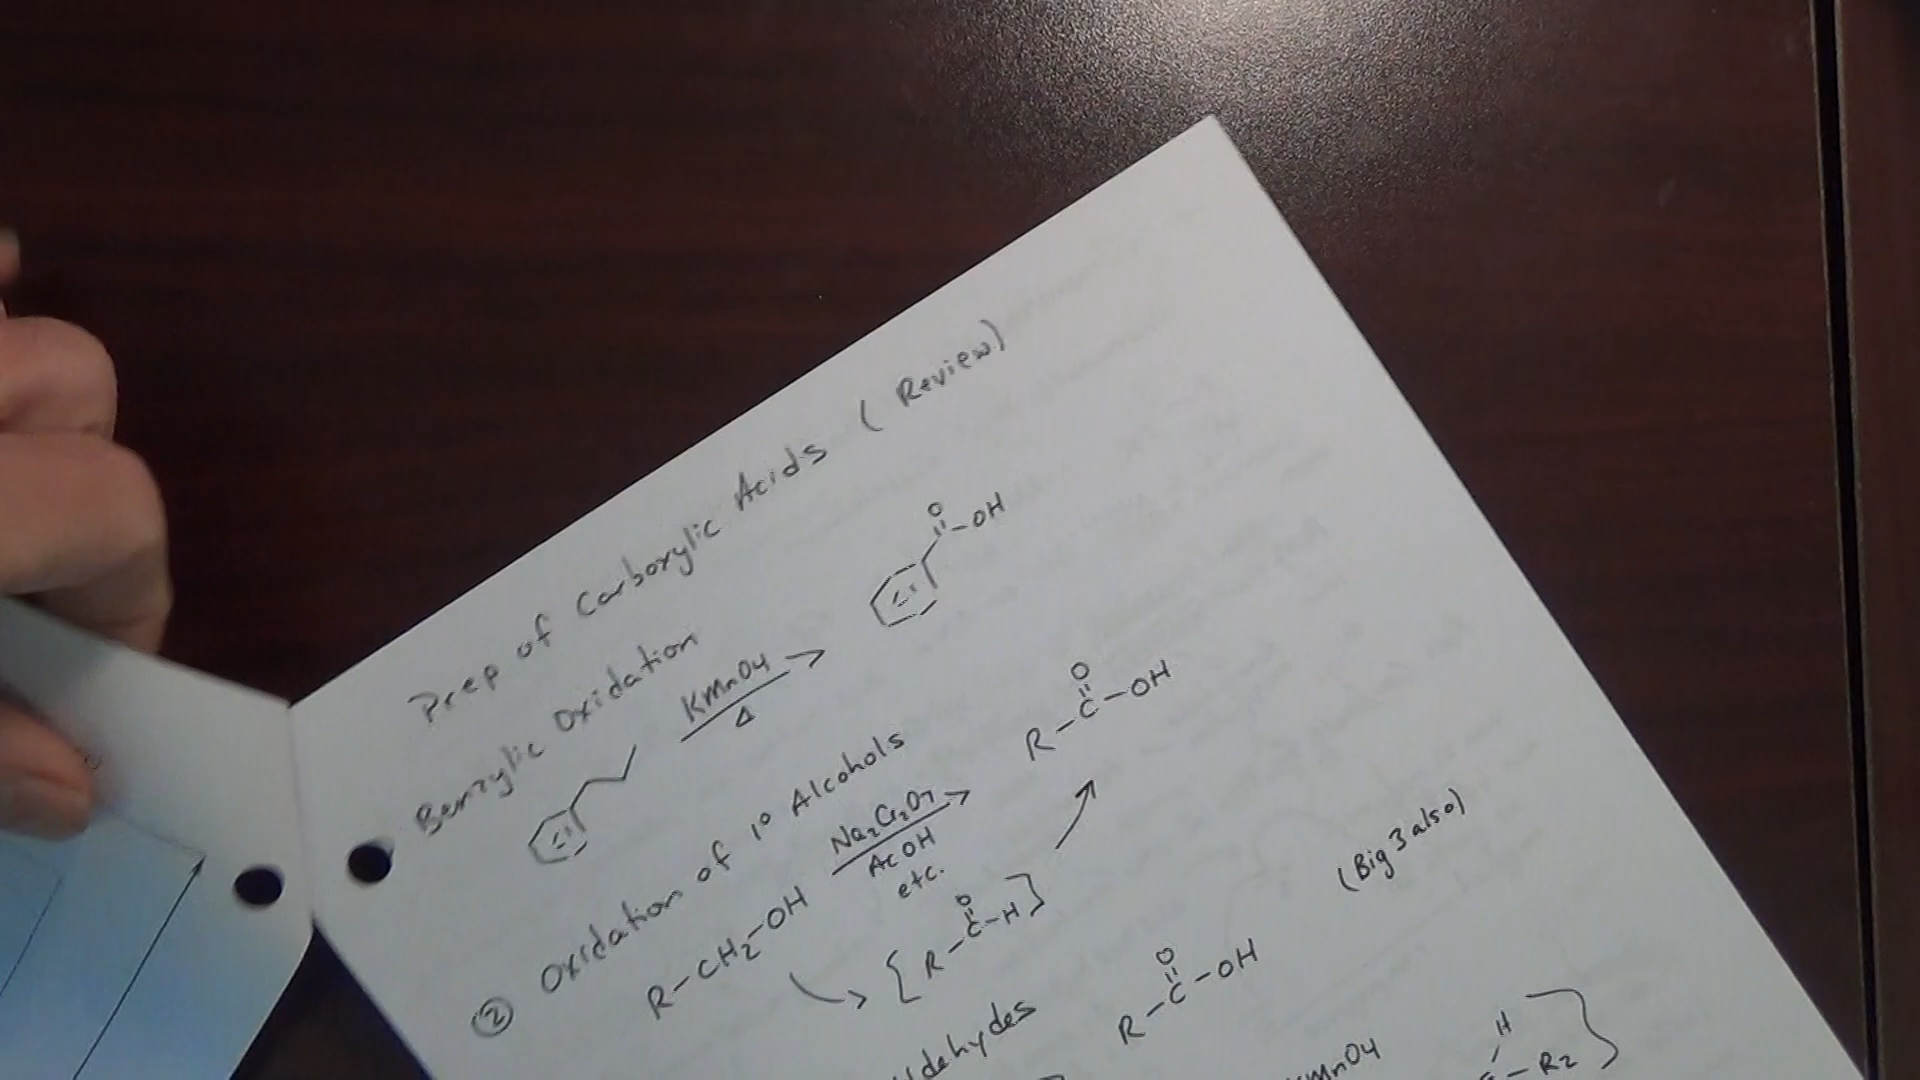 Prep of Carboxylic Acids (Review)
Benzylic Oxidation
KMnO4
Δ
O
-OH
② Oxidation of 1° Alcohols
R-CH2-OH
Na2Cr2O7
AcOH
etc.
O
R-C-OH
O
[R-C-H]
(Big 3 also)
ldehydes
O
R-C-OH
KMnO4
H
-R2